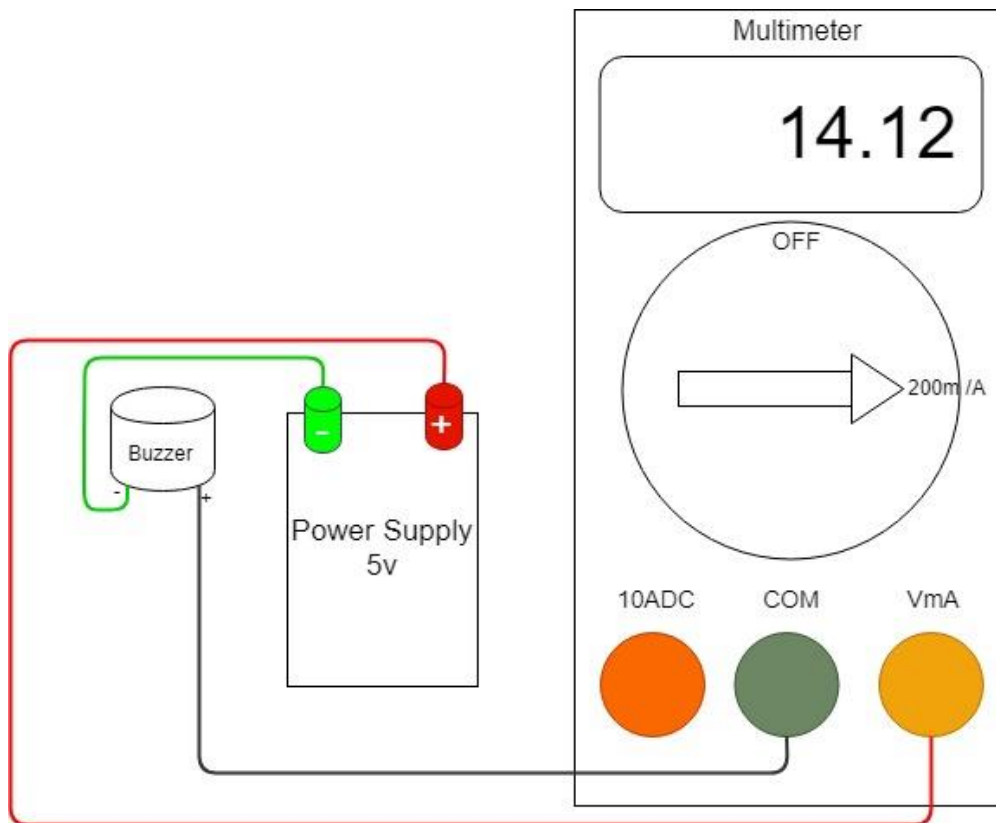 Multimeter
14.12
OFF
200m /A
-
+
Buzzer
-
+
Power Supply
5v
10ADC
COM
VmA